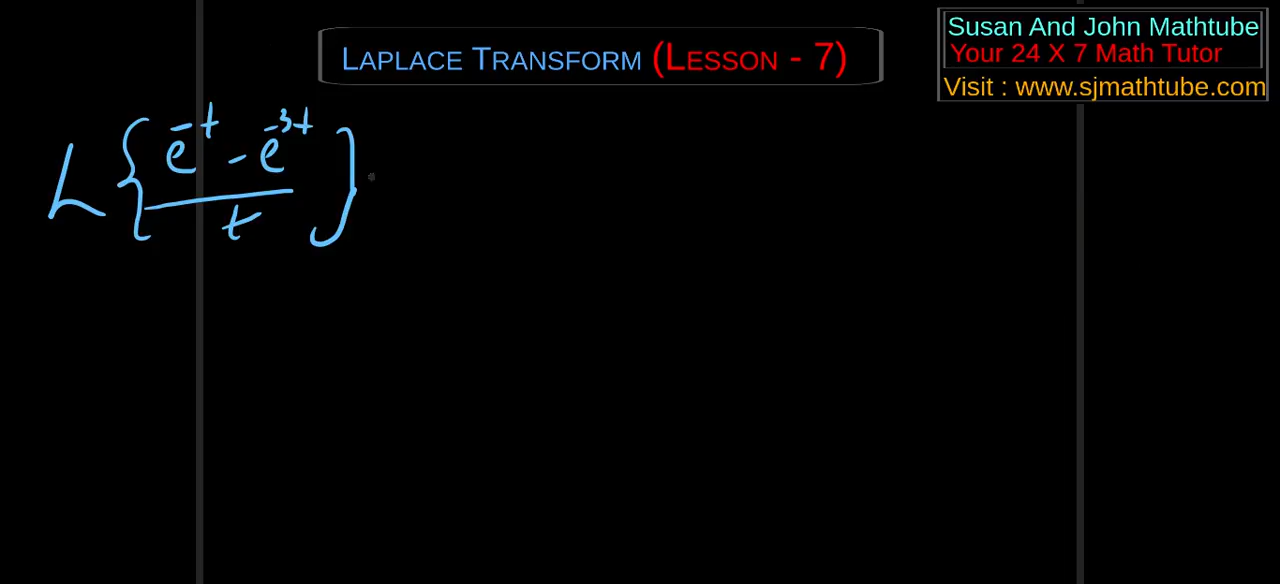 LAPLACE TRANSFORM (LESSON - 7)
Susan And John Mathtube
Your 24 X 7 Math Tutor
Visit : www.sjmathtube.com
L{(e^-t - e^-3t)/t}